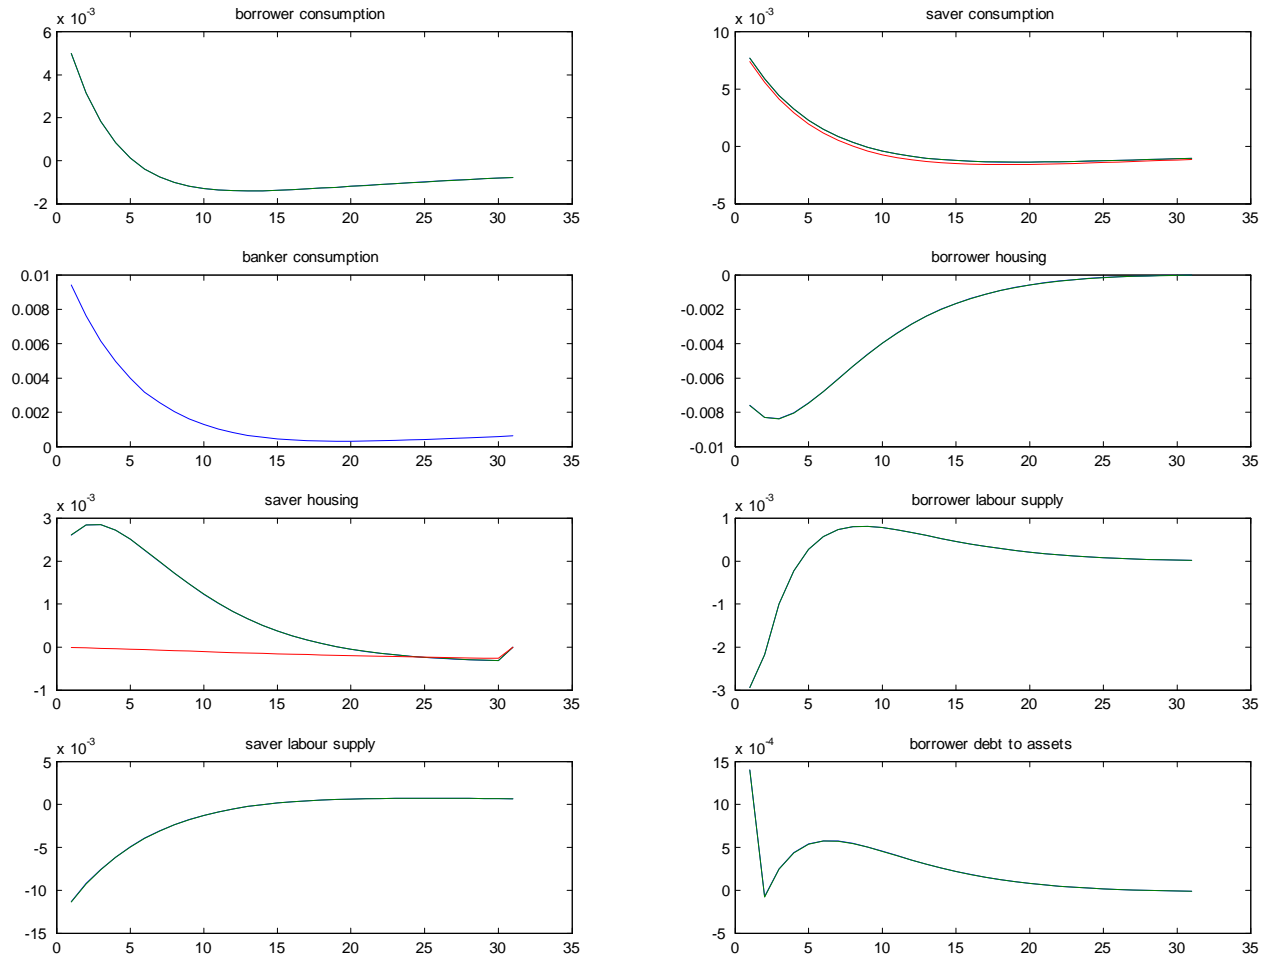 borrower consumption
x 10-3
6
4
2
0
-2
0 5 10 15 20 25 30 35
saver consumption
x 10-3
10
5
0
-5
0 5 10 15 20 25 30 35
banker consumption
0.01
0.008
0.006
0.004
0.002
0
0 5 10 15 20 25 30 35
borrower housing
0
-0.002
-0.004
-0.006
-0.008
-0.01
0 5 10 15 20 25 30 35
saver housing
x 10-3
3
2
1
0
-1
0 5 10 15 20 25 30 35
borrower labour supply
x 10-3
1
0
-1
-2
-3
0 5 10 15 20 25 30 35
saver labour supply
x 10-3
5
0
-5
-10
-15
0 5 10 15 20 25 30 35
borrower debt to assets
x 10-4
15
10
5
0
-5
0 5 10 15 20 25 30 35